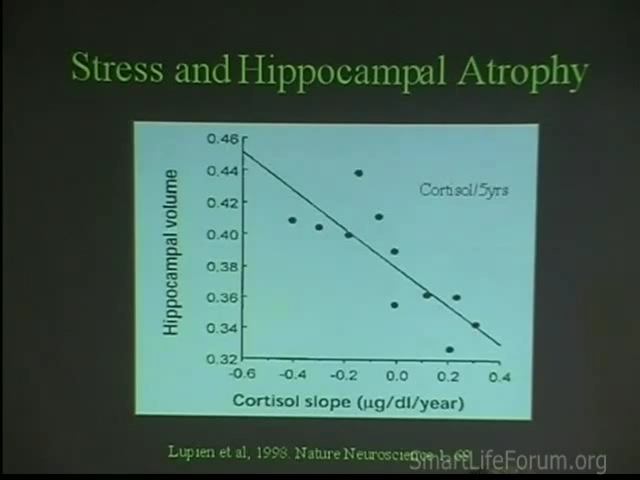 Stress and Hippocampal Atrophy
0.46
0.44
0.42
0.40
0.38
0.36
0.34
0.32
Hippocampal volume
Cortisol/5yrs
-0.6 -0.4 -0.2 0.0 0.2 0.4
Cortisol slope (μg/dl/year)
Lupien et al, 1998. Nature Neuroscience 1, 69
SmartLifeForum.org